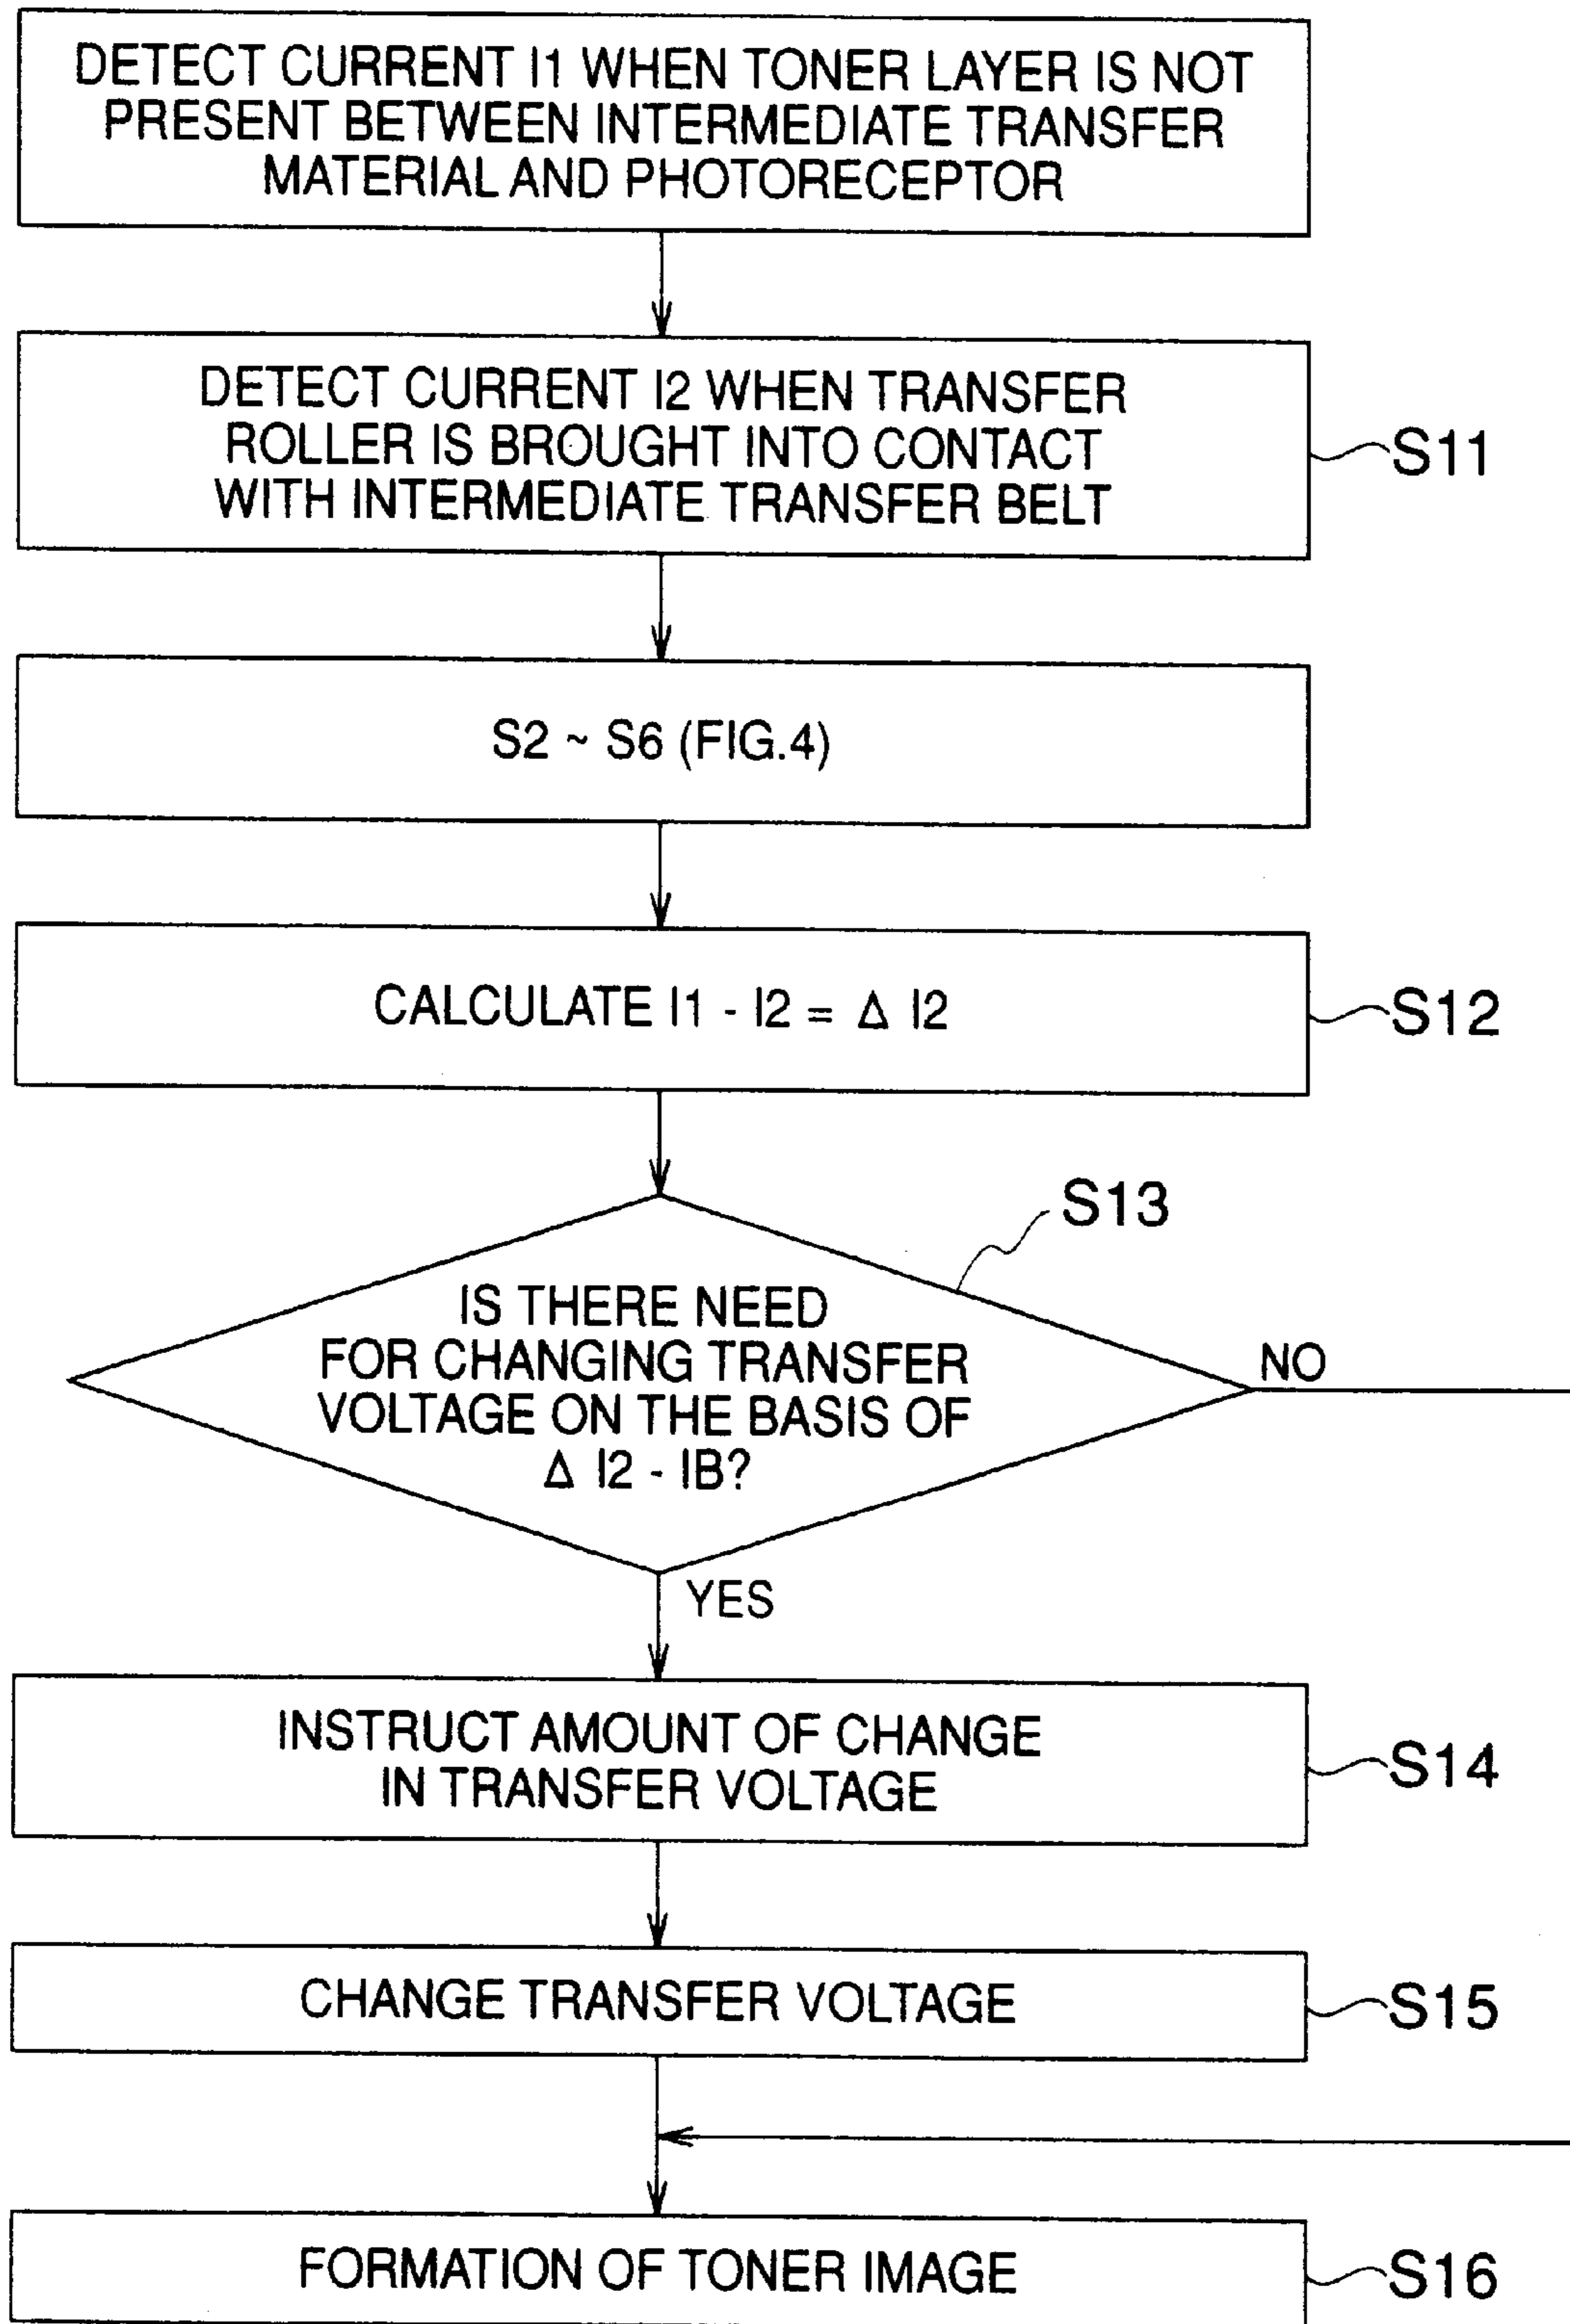 DETECT CURRENT I1 WHEN TONER LAYER IS NOT
PRESENT BETWEEN INTERMEDIATE TRANSFER
MATERIAL AND PHOTORECEPTOR
DETECT CURRENT I2 WHEN TRANSFER
ROLLER IS BROUGHT INTO CONTACT
WITH INTERMEDIATE TRANSFER BELT
S11
S2 ~ S6 (FIG.4)
CALCULATE I1 - I2 = Δ I2
S12
S13
IS THERE NEED
FOR CHANGING TRANSFER
VOLTAGE ON THE BASIS OF
Δ I2 - IB?
NO
YES
INSTRUCT AMOUNT OF CHANGE
IN TRANSFER VOLTAGE
S14
CHANGE TRANSFER VOLTAGE
S15
FORMATION OF TONER IMAGE
S16